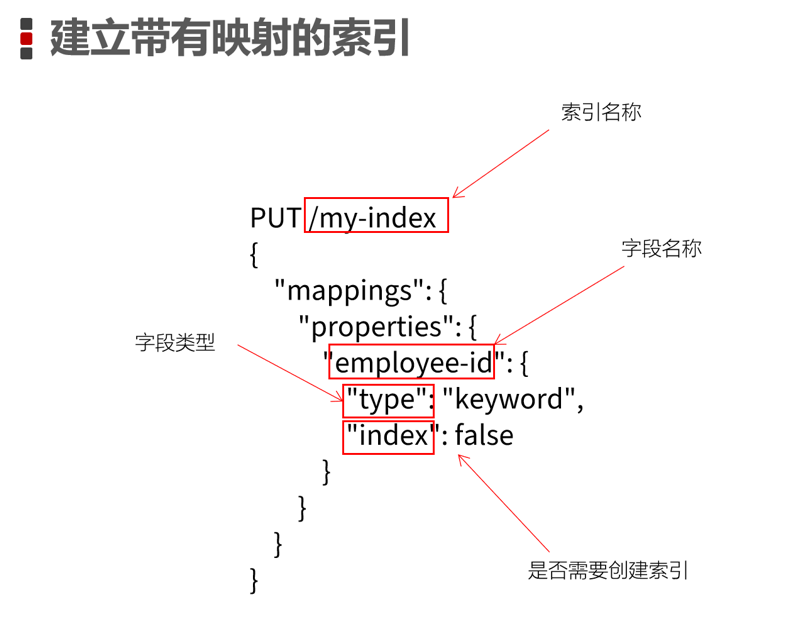 建立带有映射的索引
索引名称
PUT /my-index
{
字段名称
"mappings": {
"properties": {
字段类型
"employee-id": {
"type": "keyword",
"index": false
}
}
}
}
是否需要创建索引